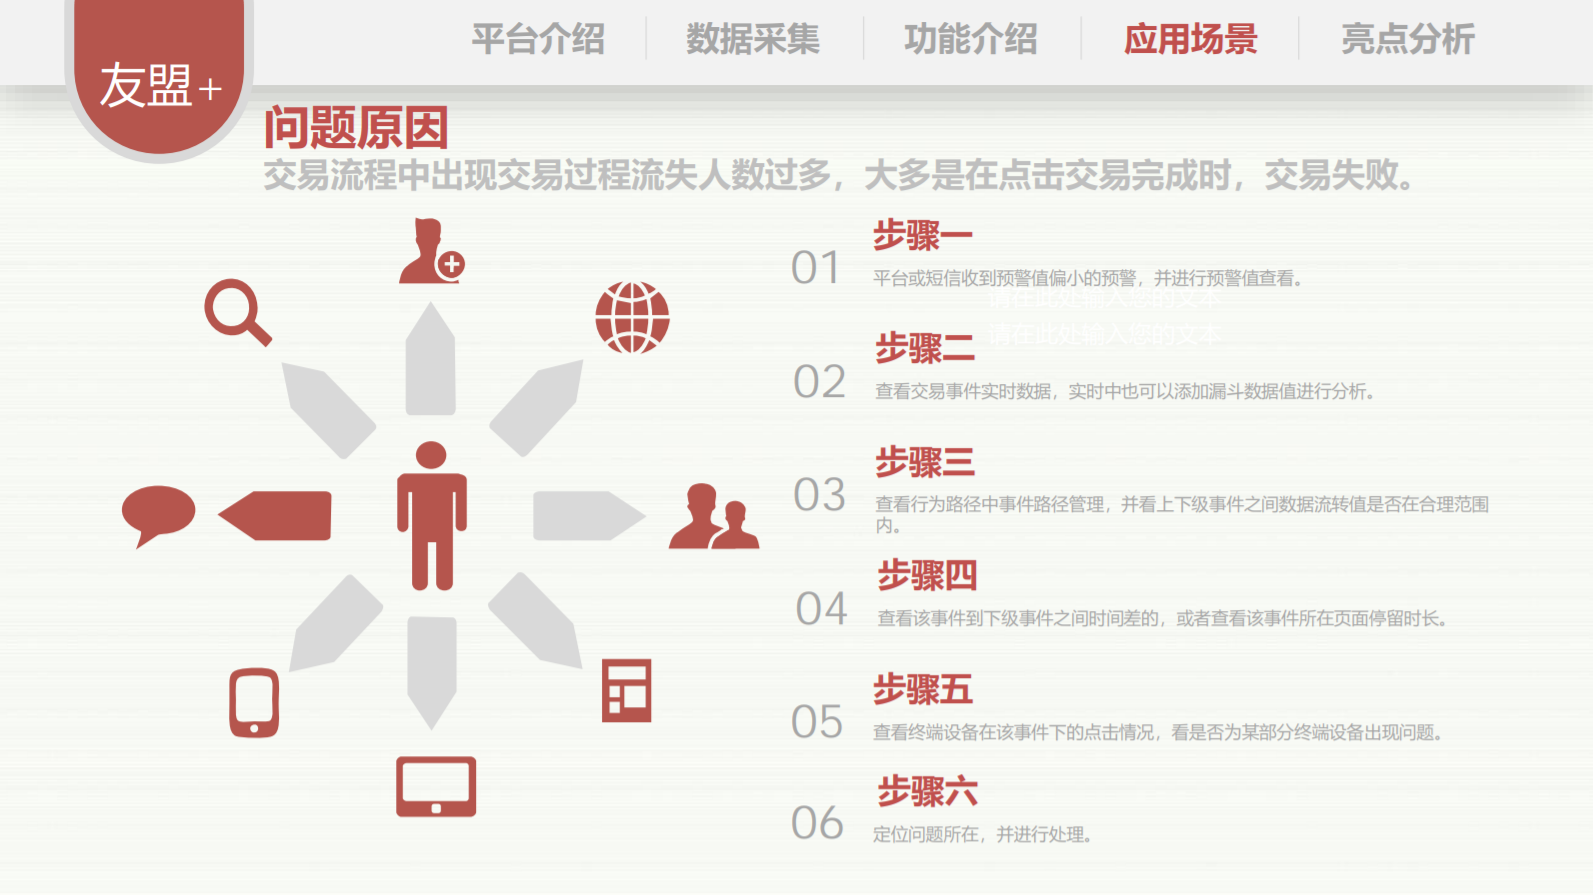 友盟+
平台介绍
数据采集
功能介绍
应用场景
亮点分析
问题原因
交易流程中出现交易过程流失人数过多，大多是在点击交易完成时，交易失败。
01
步骤一
平台或短信收到预警值偏小的预警，并进行预警值查看。
请在此处输入您的文本
请在此处输入您的文本
02
步骤二
查看交易事件实时数据，实时中也可以添加漏斗数据值进行分析。
03
步骤三
查看行为路径中事件路径管理，并看上下级事件之间数据流转值是否在合理范围
内。
04
步骤四
查看该事件到下级事件之间时间差的，或者查看该事件所在页面停留时长。
05
步骤五
查看终端设备在该事件下的点击情况，看是否为某部分终端设备出现问题。
06
步骤六
定位问题所在，并进行处理。